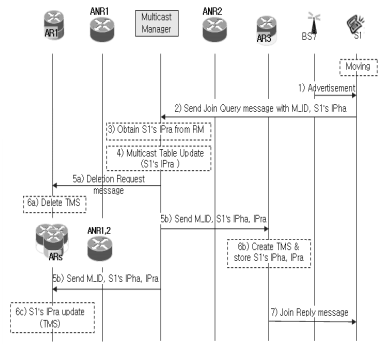 AR1
ANR1
Multicast
Manager
ANR2
AR3
BS7
S1
Moving
1) Advertisement
2) Send Join Query message with M_ID, S1's IPha
3) Obtain S1's IPra from RM
4) Multicast Table Update
(S1's IPra )
5a) Deletion Request
message
6a) Delete TMS
5b) Send M_ID, S1's IPha, IPra
6b) Create TMS &
store S1's IPha, IPra
ARs
ANR1,2
5b) Send M_ID, S1's IPha, IPra
6c) S1's IPra update
(TMS)
7) Join Reply message